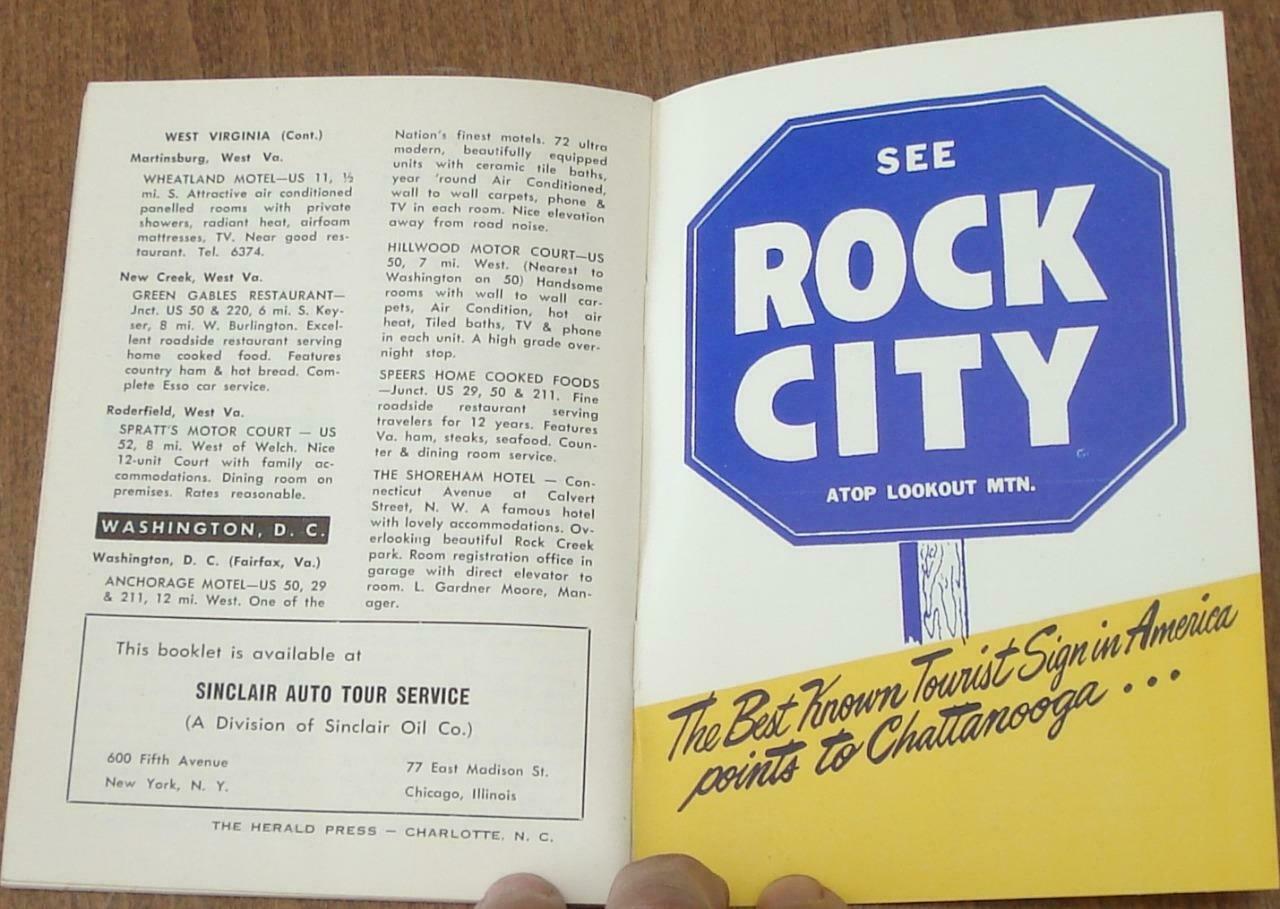 WEST VIRGINIA (Cont.)
Martinsburg, West Va.
WHEATLAND MOTEL—US 11, ½
mi. S. Attractive air conditioned
panelled rooms with private
showers, radiant heat, airfoam
mattresses, TV. Near good res-
taurant. Tel. 6374.
New Creek, West Va.
GREEN GABLES RESTAURANT—
Jnct. US 50 & 220, 6 mi. S. Key-
ser, 8 mi. W. Burlington. Excel-
lent roadside restaurant serving
home cooked food. Features
country ham & hot bread. Com-
plete Esso car service.
Roderfield, West Va.
SPRATT'S MOTOR COURT — US
52, 8 mi. West of Welch. Nice
12-unit Court with family ac-
commodations. Dining room on
premises. Rates reasonable.
WASHINGTON, D. C.
Washington, D. C. (Fairfax, Va.)
ANCHORAGE MOTEL—US 50, 29
& 211, 12 mi. West. One of the
Nation's finest motels. 72 ultra
modern, beautifully equipped
units with ceramic tile baths,
year 'round Air Conditioned,
wall to wall carpets, phone &
TV in each room. Nice elevation
away from road noise.
HILLWOOD MOTOR COURT—US
50, 7 mi. West. (Nearest to
Washington on 50) Handsome
rooms with wall to wall car-
pets, Air Condition, hot air
heat, Tiled baths, TV & phone
in each unit. A high grade over-
night stop.
SPEERS HOME COOKED FOODS
—Junct. US 29, 50 & 211. Fine
roadside restaurant serving
travelers for 12 years. Features
Va. ham, steaks, seafood. Coun-
ter & dining room service.
THE SHOREHAM HOTEL — Con-
necticut Avenue at Calvert
Street, N. W. A famous hotel
with lovely accommodations. Ov-
erlooking beautiful Rock Creek
park. Room registration office in
garage with direct elevator to
room. L. Gardner Moore, Man-
ager.
This booklet is available at
SINCLAIR AUTO TOUR SERVICE
(A Division of Sinclair Oil Co.)
600 Fifth Avenue
New York, N. Y.
77 East Madison St.
Chicago, Illinois
THE HERALD PRESS — CHARLOTTE, N. C.
SEE
ROCK
CITY
ATOP LOOKOUT MTN.
The Best Known Tourist Sign in America
points to Chattanooga . . .